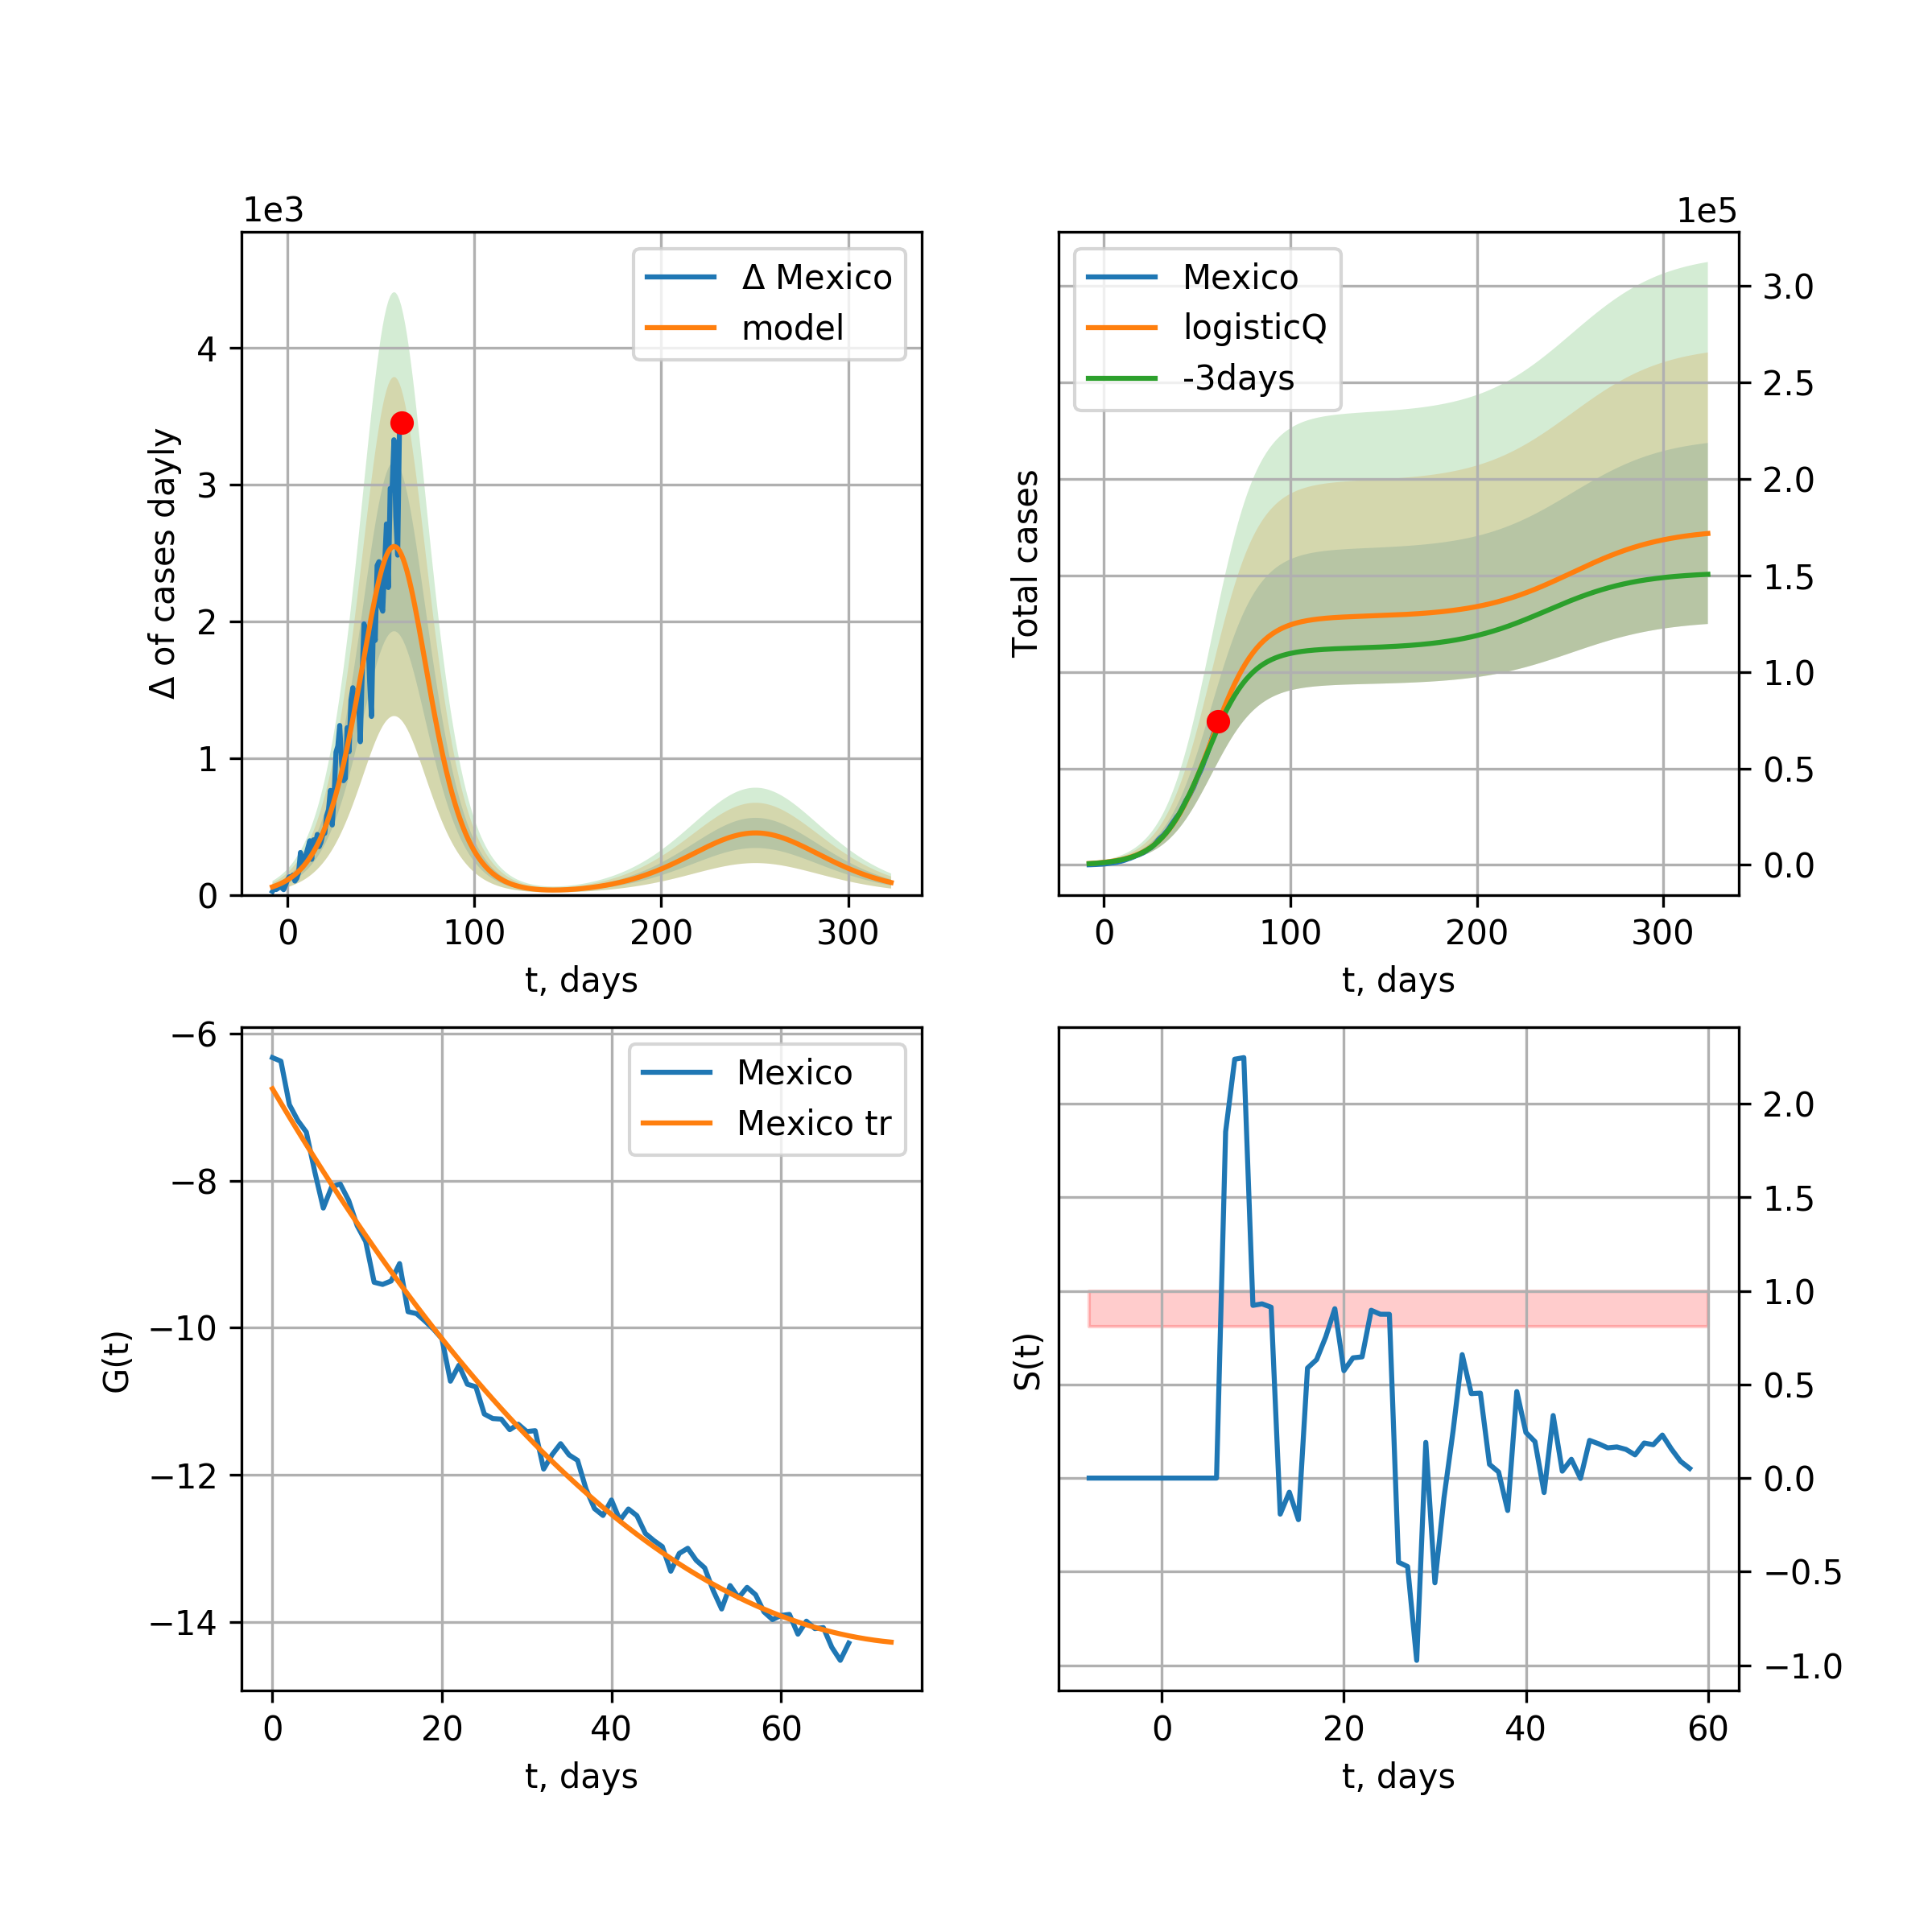 1e3
Δ of cases dayly
4
3
2
1
0
0 100 200 300
t, days
Δ Mexico
model
1e5
Total cases
3.0
2.5
2.0
1.5
1.0
0.5
0.0
0 100 200 300
t, days
Mexico
logisticQ
-3days
G(t)
−6
−8
−10
−12
−14
0 20 40 60
t, days
Mexico
Mexico tr
S(t)
2.0
1.5
1.0
0.5
0.0
−0.5
−1.0
0 20 40 60
t, days